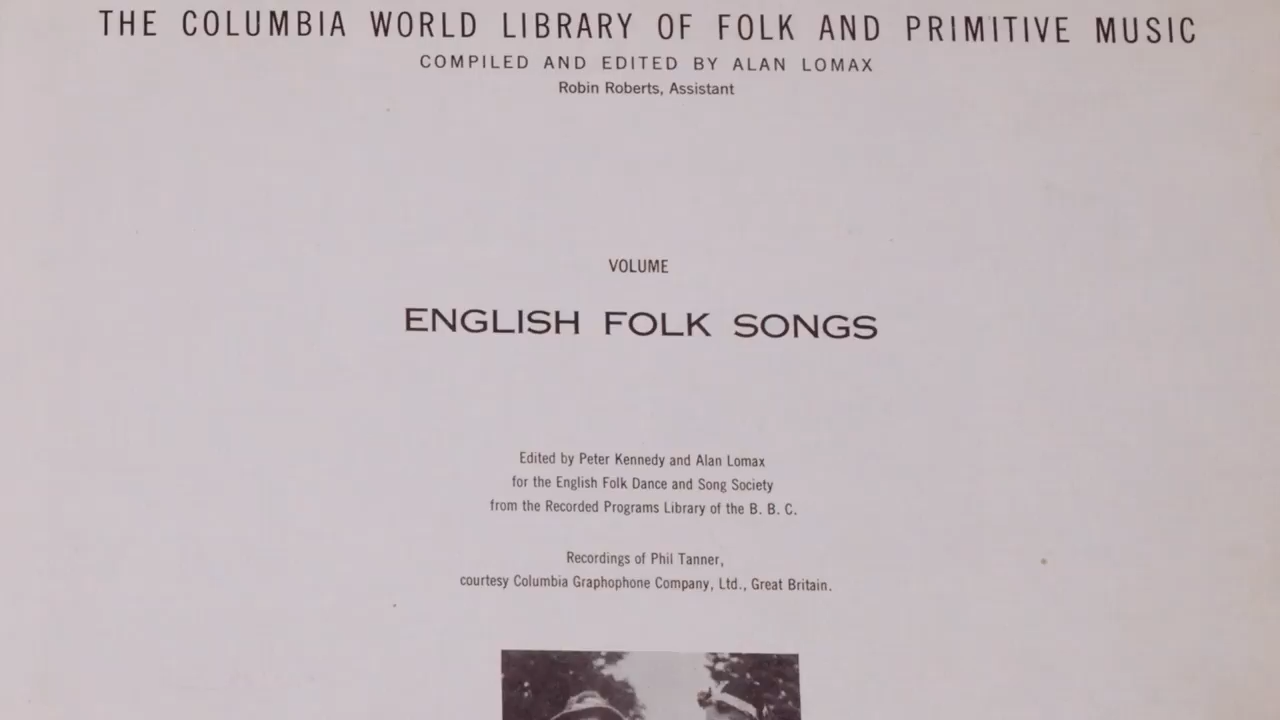 THE COLUMBIA WORLD LIBRARY OF FOLK AND PRIMITIVE MUSIC
COMPILED AND EDITED BY ALAN LOMAX
Robin Roberts, Assistant
VOLUME
ENGLISH FOLK SONGS
Edited by Peter Kennedy and Alan Lomax
for the English Folk Dance and Song Society
from the Recorded Programs Library of the B. B. C.
Recordings of Phil Tanner,
courtesy Columbia Graphophone Company, Ltd., Great Britain.